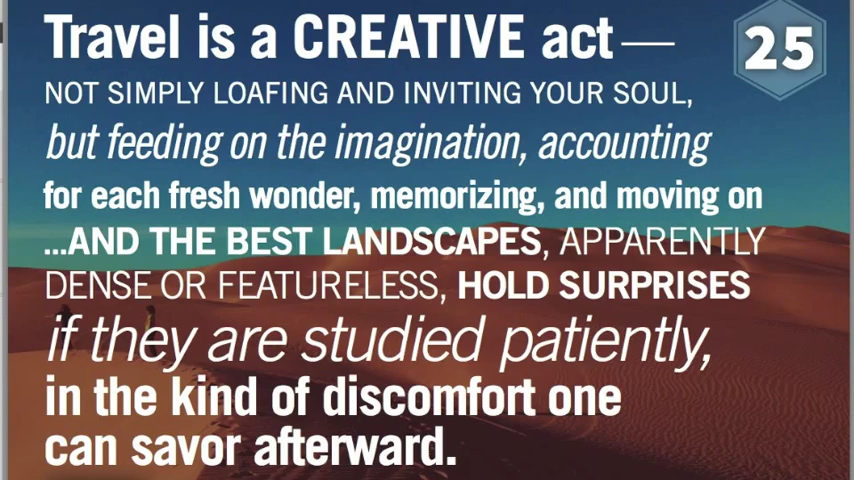 Travel is a CREATIVE act —
25
NOT SIMPLY LOAFING AND INVITING YOUR SOUL,
but feeding on the imagination, accounting
for each fresh wonder, memorizing, and moving on
...AND THE BEST LANDSCAPES, APPARENTLY
DENSE OR FEATURELESS, HOLD SURPRISES
if they are studied patiently,
in the kind of discomfort one
can savor afterward.